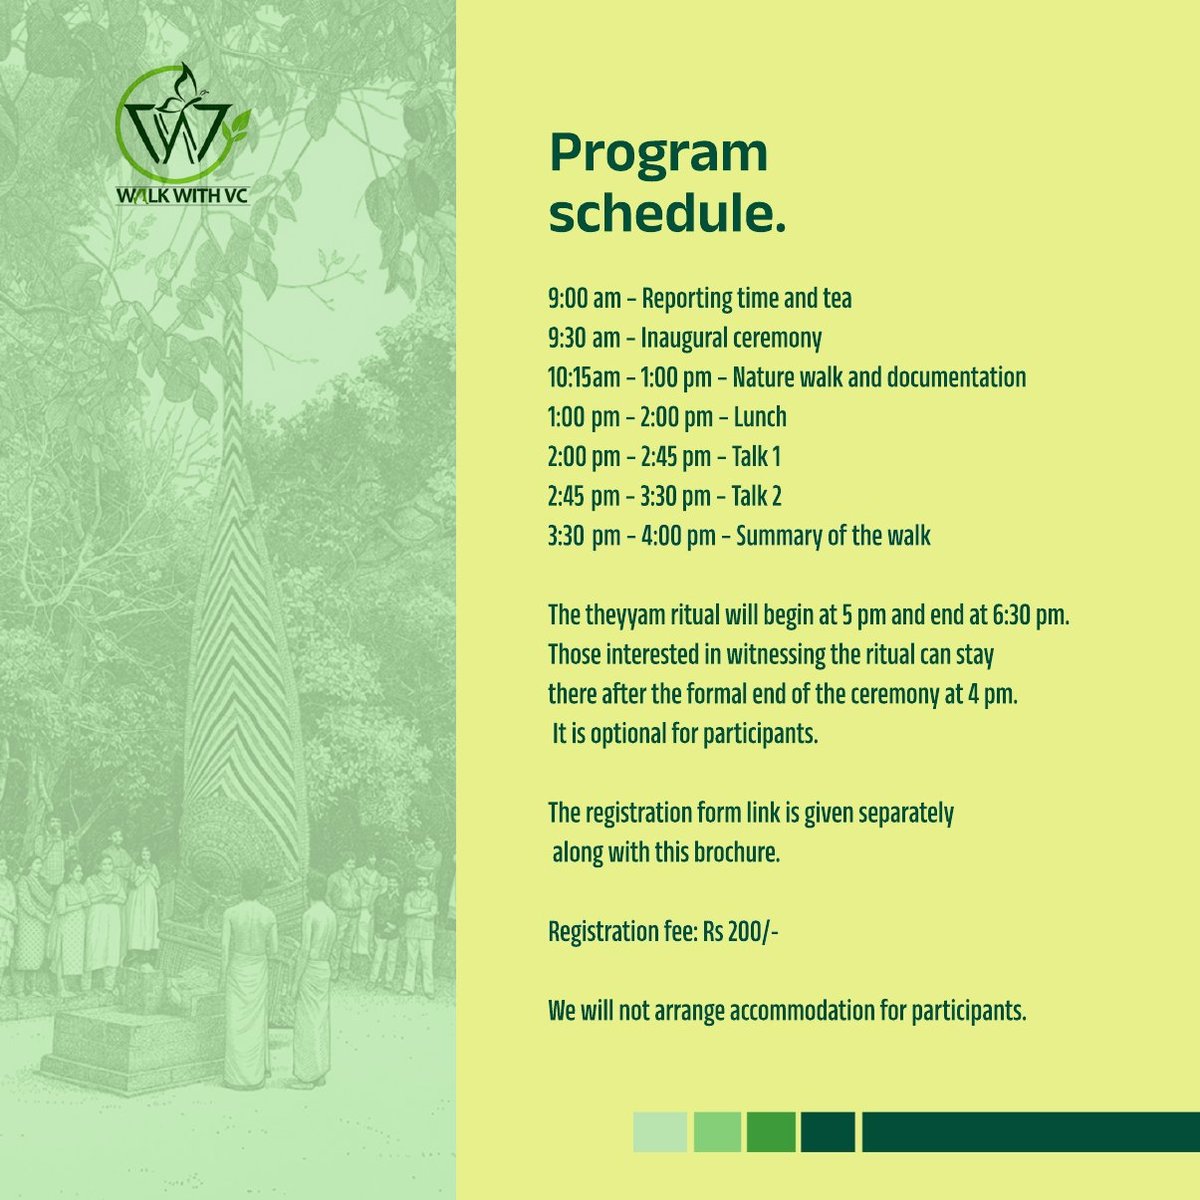 WALK WITH VC
Program
schedule.
9:00 am – Reporting time and tea
9:30 am – Inaugural ceremony
10:15am – 1:00 pm – Nature walk and documentation
1:00 pm – 2:00 pm – Lunch
2:00 pm – 2:45 pm – Talk 1
2:45 pm – 3:30 pm – Talk 2
3:30 pm – 4:00 pm – Summary of the walk
The theyyam ritual will begin at 5 pm and end at 6:30 pm.
Those interested in witnessing the ritual can stay
there after the formal end of the ceremony at 4 pm.
It is optional for participants.
The registration form link is given separately
along with this brochure.
Registration fee: Rs 200/-
We will not arrange accommodation for participants.